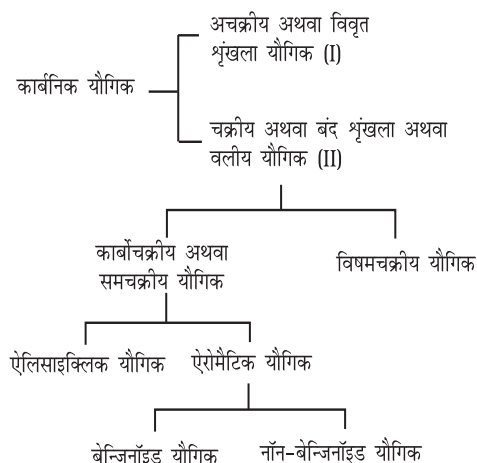 अचक्रीय अथवा विवृत
शृंखला यौगिक (I)
कार्बनिक यौगिक
चक्रीय अथवा बंद शृंखला अथवा
वलीय यौगिक (II)
कार्बोचक्रीय अथवा
समचक्रीय यौगिक
विषमचक्रीय यौगिक
ऐलिसाइक्लिक यौगिक ऐरोमैटिक यौगिक
बेन्जिनॉइड यौगिक नॉन-बेन्जिनॉइड यौगिक